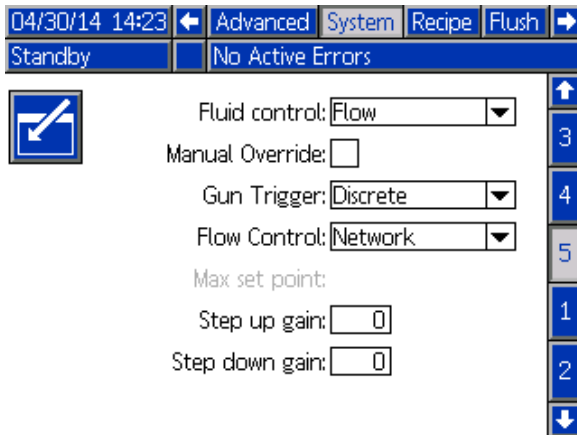 04/30/14 14:23 Advanced System Recipe Flush
Standby No Active Errors
Fluid control: Flow
3
Manual Override:
Gun Trigger: Discrete
4
Flow Control: Network
5
Max set point:
Step up gain: 0
1
Step down gain: 0
2